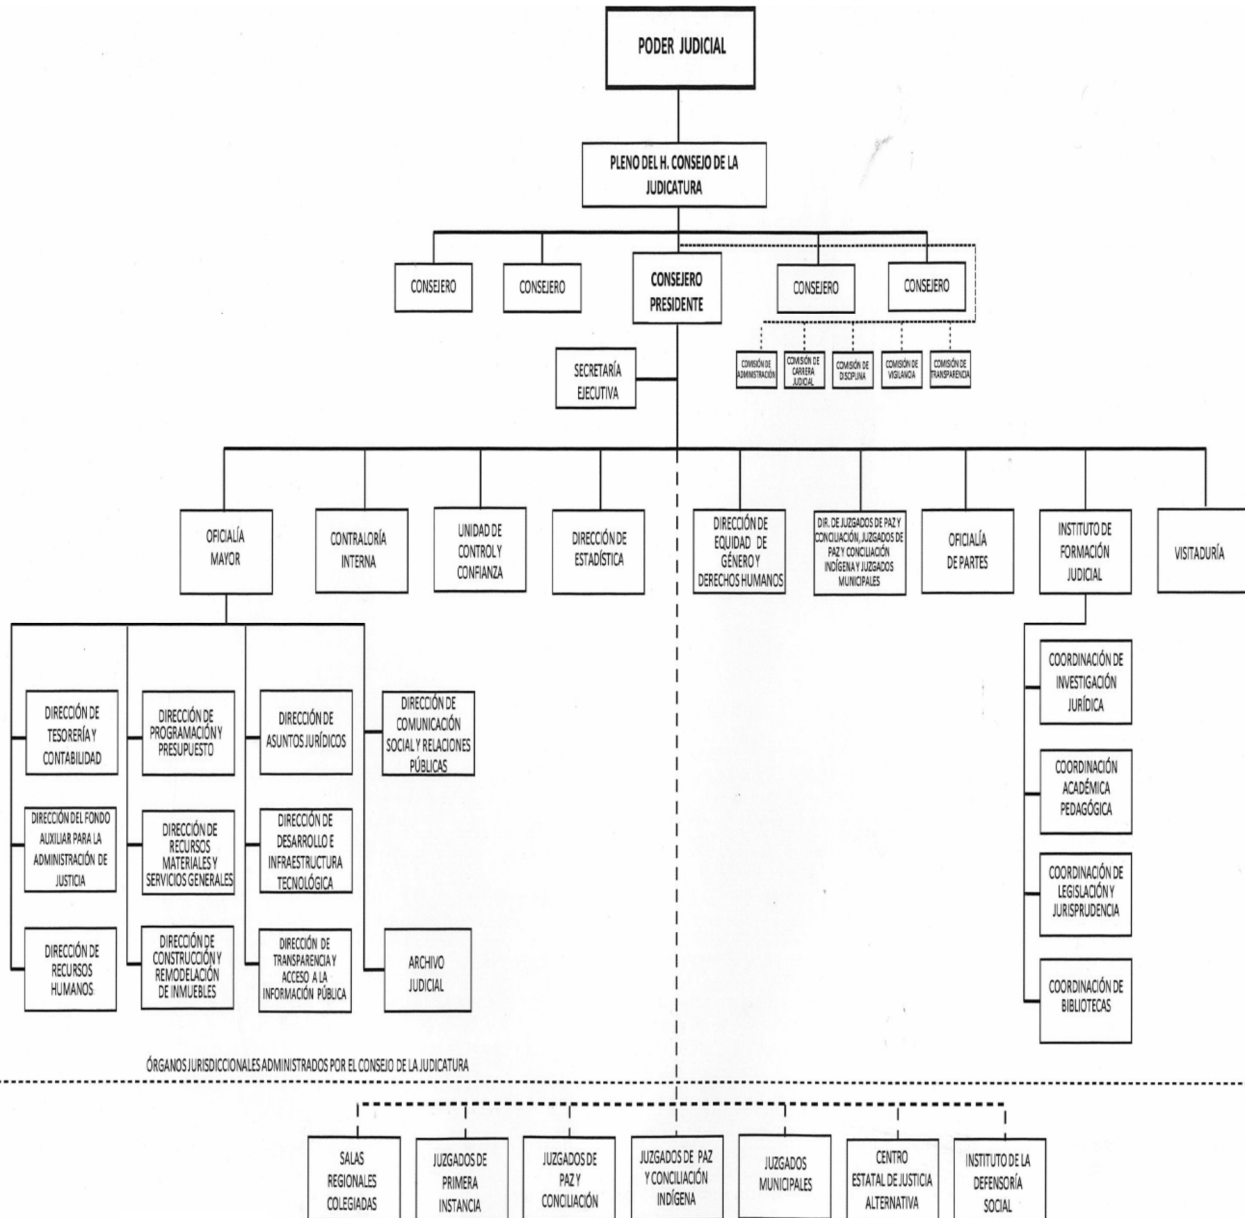 PODER JUDICIAL
PLENO DEL H. CONSEJO DE LA
JUDICATURA
CONSEJERO
CONSEJERO
CONSEJERO
PRESIDENTE
CONSEJERO
CONSEJERO
SECRETARÍA
EJECUTIVA
COMISIÓN DE
ADMINISTRACIÓN
COMISIÓN DE
CARRERA
JUDICIAL
COMISIÓN DE
DISCIPLINA
COMISIÓN DE
VIGILANCIA
COMISIÓN DE
TRANSPARENCIA
OFICIALÍA
MAYOR
CONTRALORÍA
INTERNA
UNIDAD DE
CONTROL Y
CONFIANZA
DIRECCIÓN DE
ESTADÍSTICA
DIRECCIÓN DE
EQUIDAD DE
GÉNERO Y
DERECHOS HUMANOS
DIR. DE JUZGADOS DE PAZ Y
CONCILIACIÓN, JUZGADOS DE
PAZ Y CONCILIACIÓN
INDÍGENA Y JUZGADOS
MUNICIPALES
OFICIALÍA
DE PARTES
INSTITUTO DE
FORMACIÓN
JUDICIAL
VISITADURÍA
DIRECCIÓN DE
TESORERÍA Y
CONTABILIDAD
DIRECCIÓN DE
PROGRAMACIÓN Y
PRESUPUESTO
DIRECCIÓN DE
ASUNTOS JURÍDICOS
DIRECCIÓN DE
COMUNICACIÓN
SOCIAL Y RELACIONES
PÚBLICAS
DIRECCIÓN DEL FONDO
AUXILIAR PARA LA
ADMINISTRACIÓN DE
JUSTICIA
DIRECCIÓN DE
RECURSOS
MATERIALES Y
SERVICIOS GENERALES
DIRECCIÓN DE
DESARROLLO E
INFRAESTRUCTURA
TECNOLÓGICA
DIRECCIÓN DE
RECURSOS
HUMANOS
DIRECCIÓN DE
CONSTRUCCIÓN Y
REMODELACIÓN
DE INMUEBLES
DIRECCIÓN DE
TRANSPARENCIA Y
ACCESO A LA
INFORMACIÓN PÚBLICA
ARCHIVO
JUDICIAL
COORDINACIÓN DE
INVESTIGACIÓN
JURÍDICA
COORDINACIÓN
ACADÉMICA
PEDAGÓGICA
COORDINACIÓN DE
LEGISLACIÓN Y
JURISPRUDENCIA
COORDINACIÓN DE
BIBLIOTECAS
ÓRGANOS JURISDICCIONALES ADMINISTRADOS POR EL CONSEJO DE LA JUDICATURA
SALAS
REGIONALES
COLEGIADAS
JUZGADOS DE
PRIMERA
INSTANCIA
JUZGADOS DE
PAZ Y
CONCILIACIÓN
JUZGADOS DE PAZ
Y CONCILIACIÓN
INDÍGENA
JUZGADOS
MUNICIPALES
CENTRO
ESTATAL DE JUSTICIA
ALTERNATIVA
INSTITUTO DE LA
DEFENSORÍA
SOCIAL